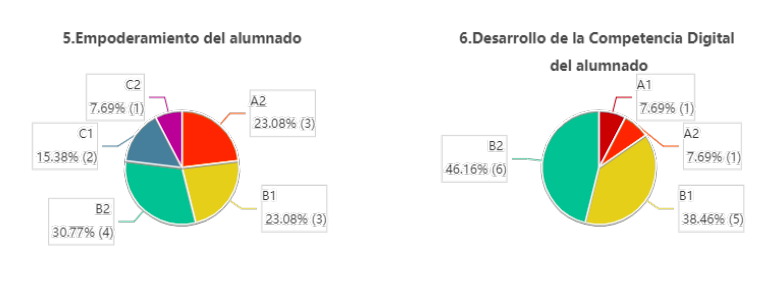 5.Empoderamiento del alumnado
C2
7.69% (1)
A2
23.08% (3)
C1
15.38% (2)
B2
30.77% (4)
B1
23.08% (3)
6.Desarrollo de la Competencia Digital
del alumnado
A1
7.69% (1)
A2
7.69% (1)
B2
46.16% (6)
B1
38.46% (5)